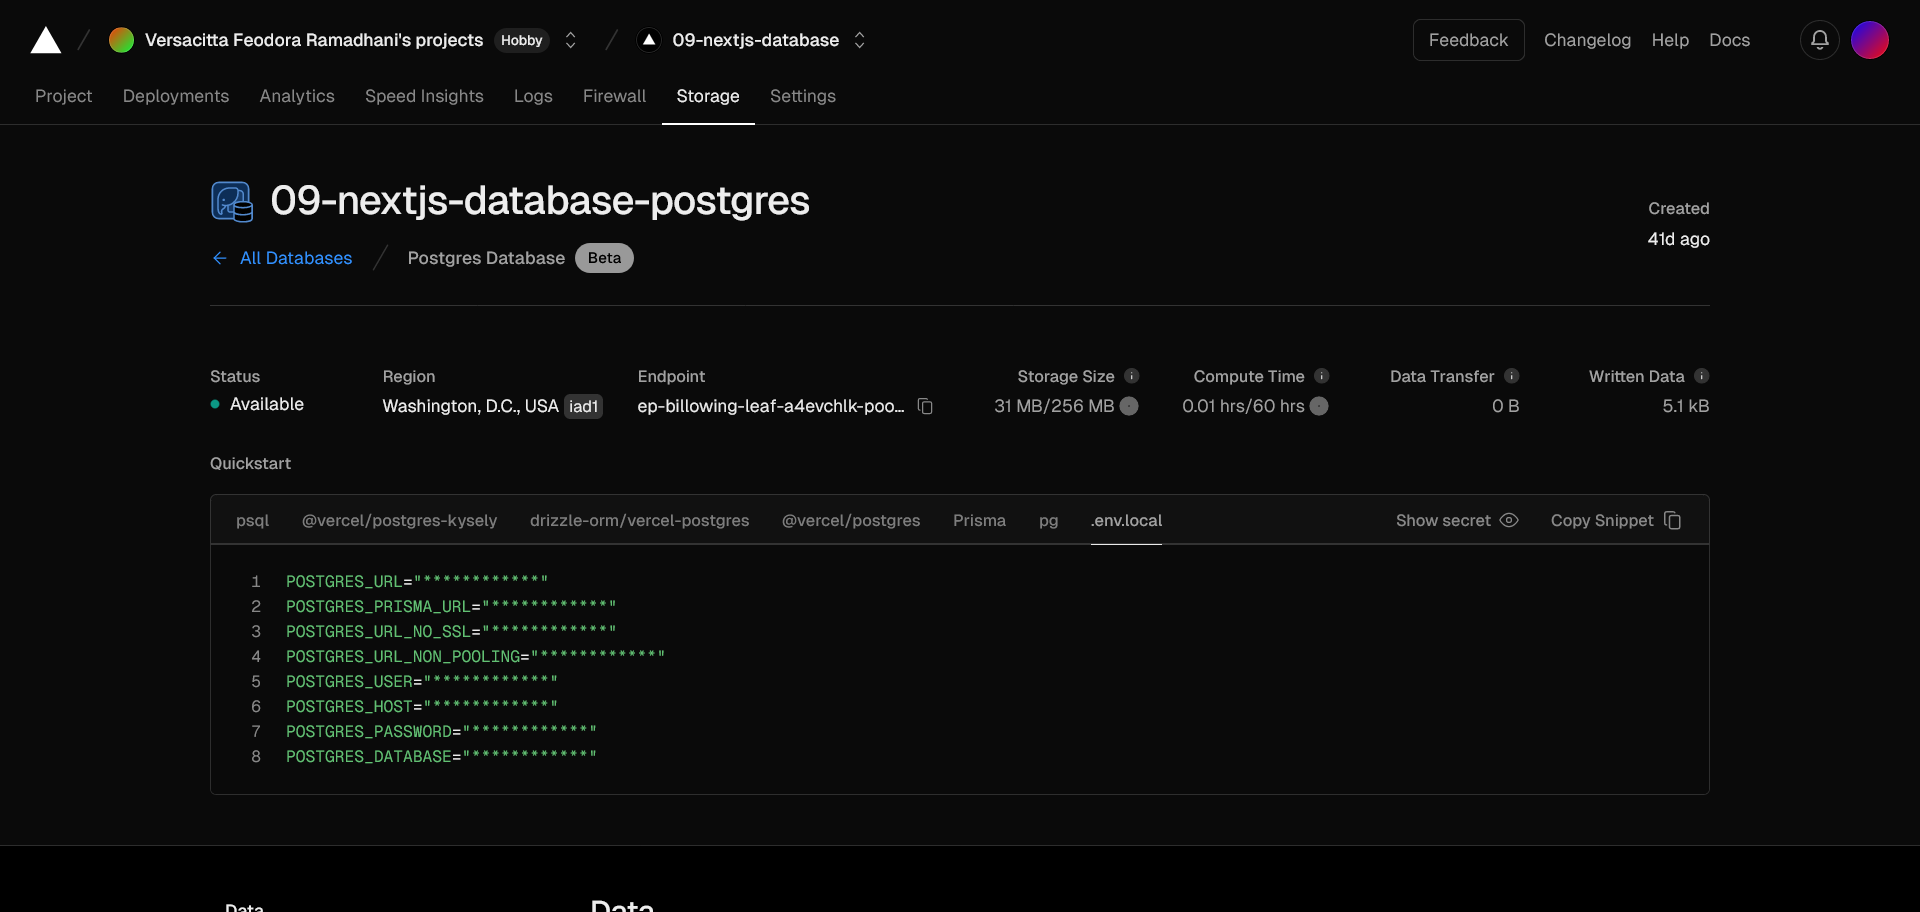 Versacitta Feodora Ramadhani's projects Hobby 09-nextjs-database Feedback Changelog Help Docs
Project Deployments Analytics Speed Insights Logs Firewall Storage Settings
09-nextjs-database-postgres
Created
41d ago
← All Databases / Postgres Database Beta
Status Region Endpoint Storage Size Compute Time Data Transfer Written Data
Available Washington, D.C., USA iad1 ep-billowing-leaf-a4evchlk-poo... 31 MB/256 MB 0.01 hrs/60 hrs 0 B 5.1 kB
Quickstart
psql @vercel/postgres-kysely drizzle-orm/vercel-postgres @vercel/postgres Prisma pg .env.local Show secret Copy Snippet
1 POSTGRES_URL="************"
2 POSTGRES_PRISMA_URL="************"
3 POSTGRES_URL_NO_SSL="************"
4 POSTGRES_URL_NON_POOLING="************"
5 POSTGRES_USER="************"
6 POSTGRES_HOST="************"
7 POSTGRES_PASSWORD="************"
8 POSTGRES_DATABASE="************"
Data Data